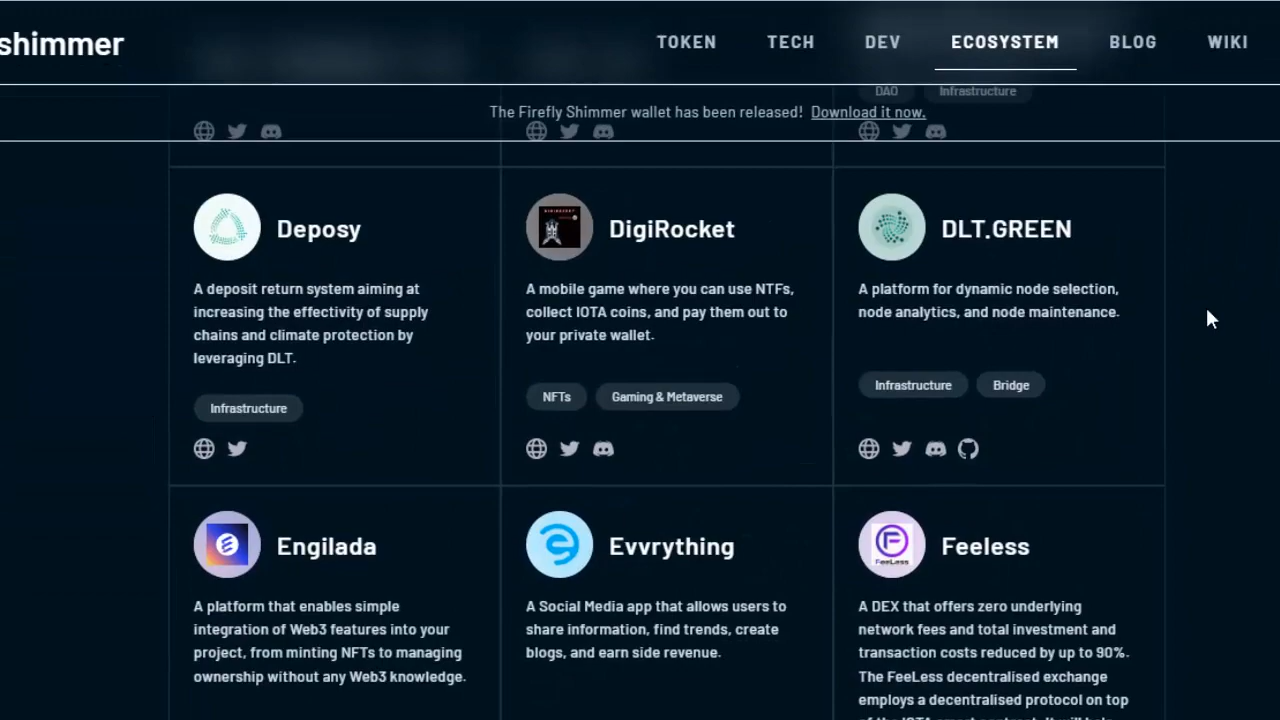 shimmer
TOKEN TECH DEV ECOSYSTEM BLOG WIKI
DAO Infrastructure
The Firefly Shimmer wallet has been released! Download it now.
Deposy
A deposit return system aiming at
increasing the effectivity of supply
chains and climate protection by
leveraging DLT.
Infrastructure
DigiRocket
A mobile game where you can use NTFs,
collect IOTA coins, and pay them out to
your private wallet.
NFTs Gaming & Metaverse
DLT.GREEN
A platform for dynamic node selection,
node analytics, and node maintenance.
Infrastructure Bridge
Engilada
A platform that enables simple
integration of Web3 features into your
project, from minting NFTs to managing
ownership without any Web3 knowledge.
Evvrything
A Social Media app that allows users to
share information, find trends, create
blogs, and earn side revenue.
FeeLess
Feeless
A DEX that offers zero underlying
network fees and total investment and
transaction costs reduced by up to 90%.
The FeeLess decentralised exchange
employs a decentralised protocol on top